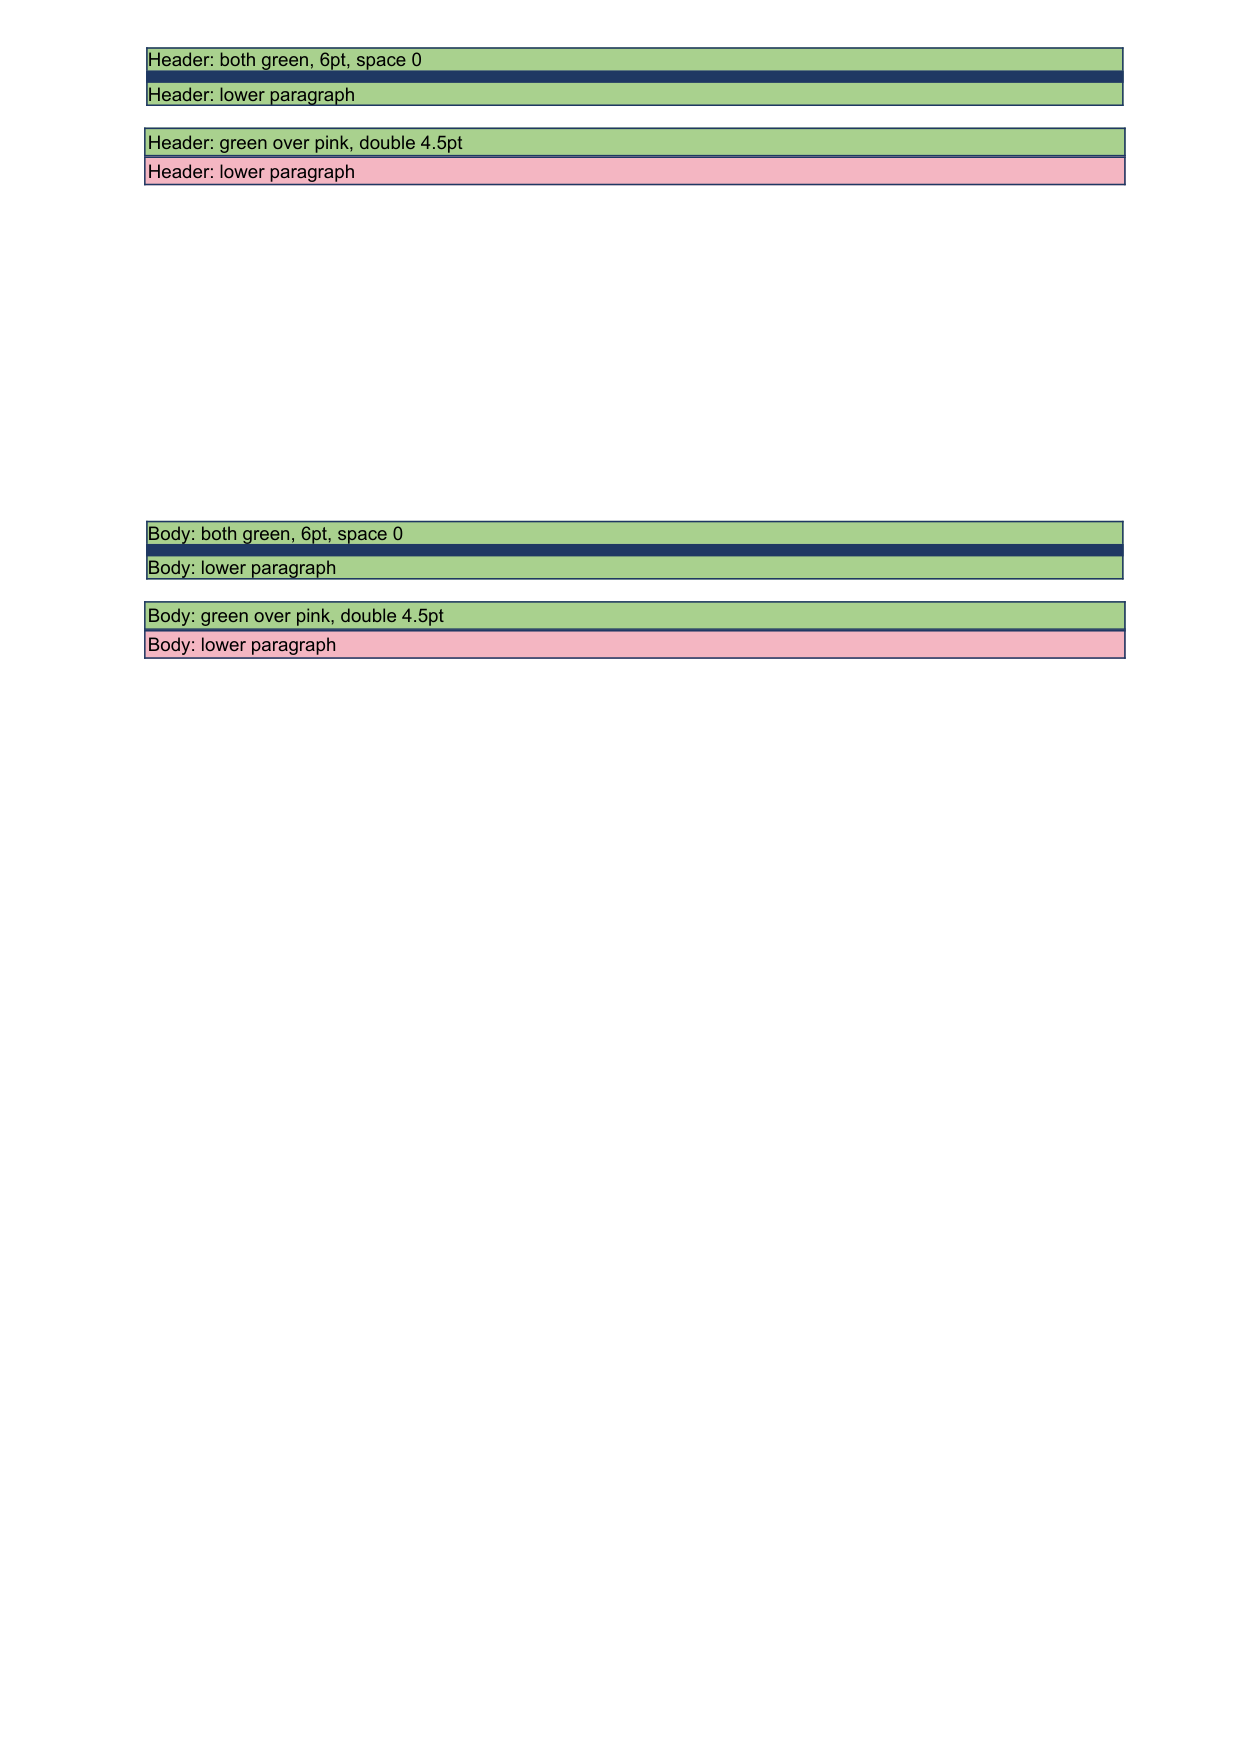 Header: both green, 6pt, space 0
Header: lower paragraph
Header: green over pink, double 4.5pt
Header: lower paragraph
Body: both green, 6pt, space 0
Body: lower paragraph
Body: green over pink, double 4.5pt
Body: lower paragraph